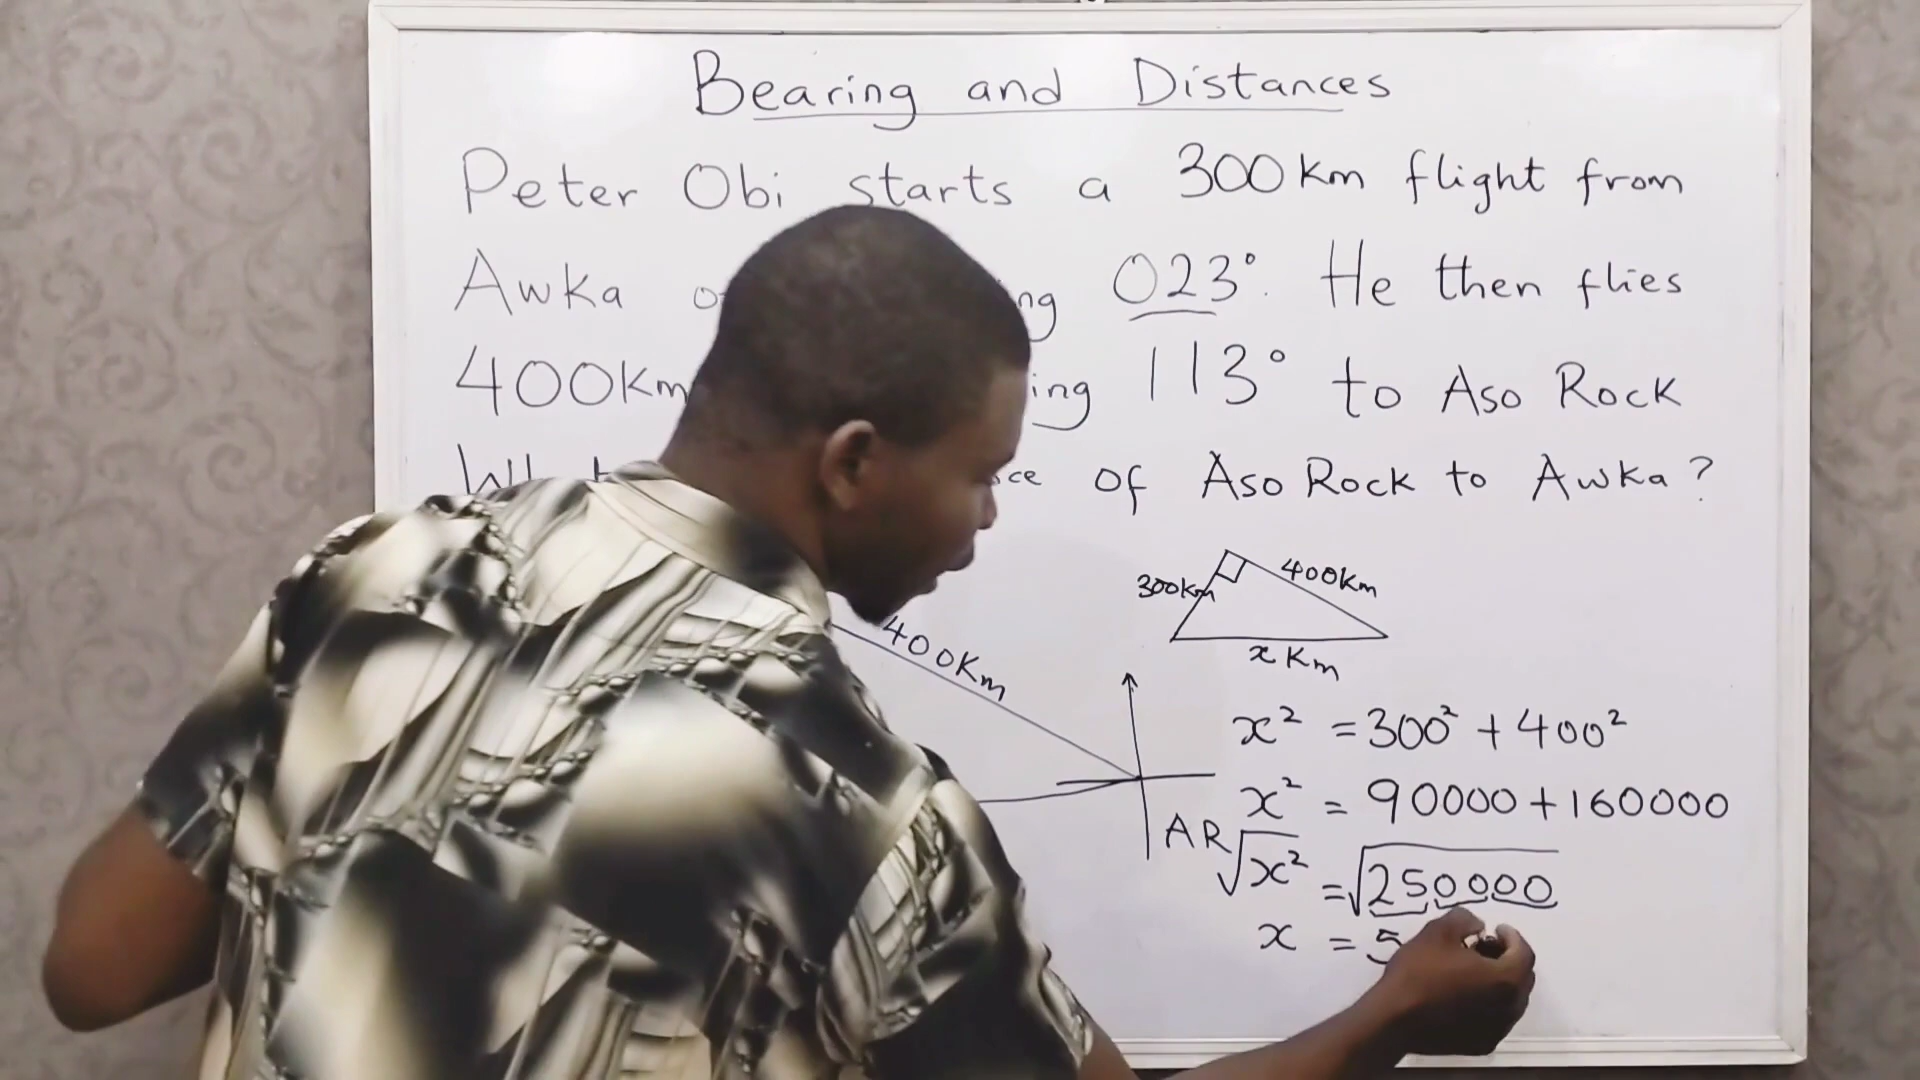 Bearing and Distances
Peter Obi starts a 300km flight from
Awka 023°. He then flies
400km 113° to Aso Rock
of Aso Rock to Awka?
300km
400km
x Km
400km
AR
x² = 300² + 400²
x² = 90000 + 160000
√x² = √250000
x = 5